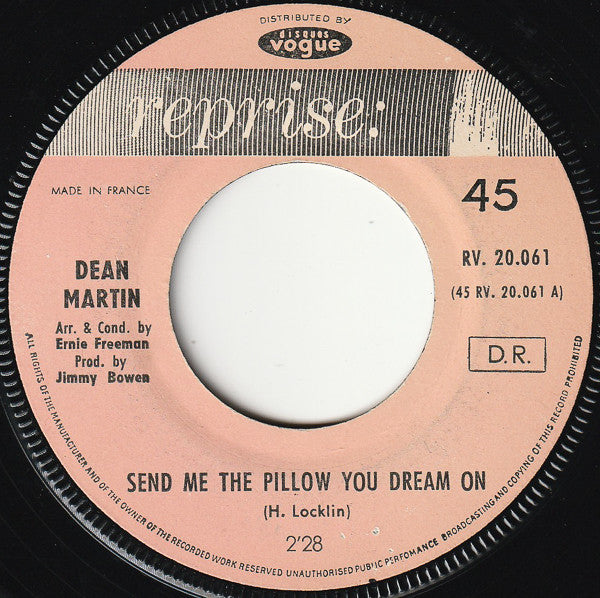 DISTRIBUTED BY
disques
vogue
reprise:
MADE IN FRANCE
45
DEAN
MARTIN
Arr. & Cond. by
Ernie Freeman
Prod. by
Jimmy Bowen
RV. 20.061
(45 RV. 20.061 A)
D.R.
SEND ME THE PILLOW YOU DREAM ON
(H. Locklin)
2'28
ALL RIGHTS OF THE MANUFACTURER AND OF THE OWNER OF THE RECORDED WORK RESERVED UNAUTHORISED PUBLIC PERFOMANCE BROADCASTING AND COPYING OF THIS RECORD PROHIBITED